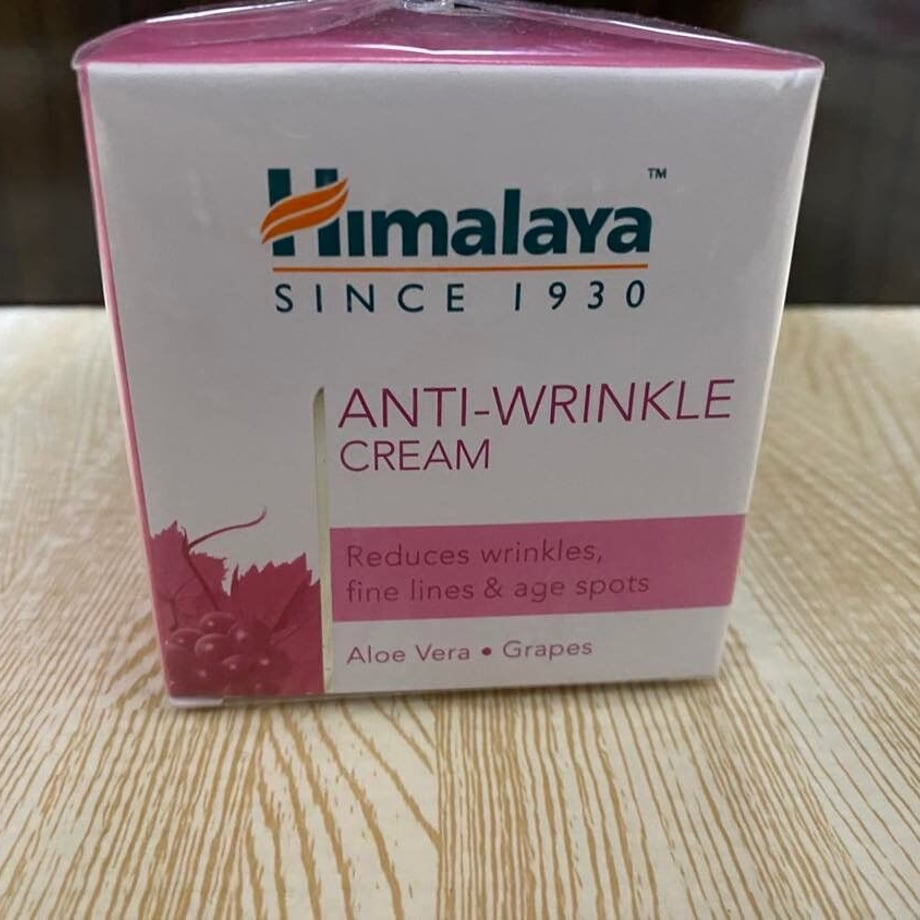 Himalaya™
SINCE 1930
ANTI-WRINKLE
CREAM
Reduces wrinkles,
fine lines & age spots
Aloe Vera • Grapes